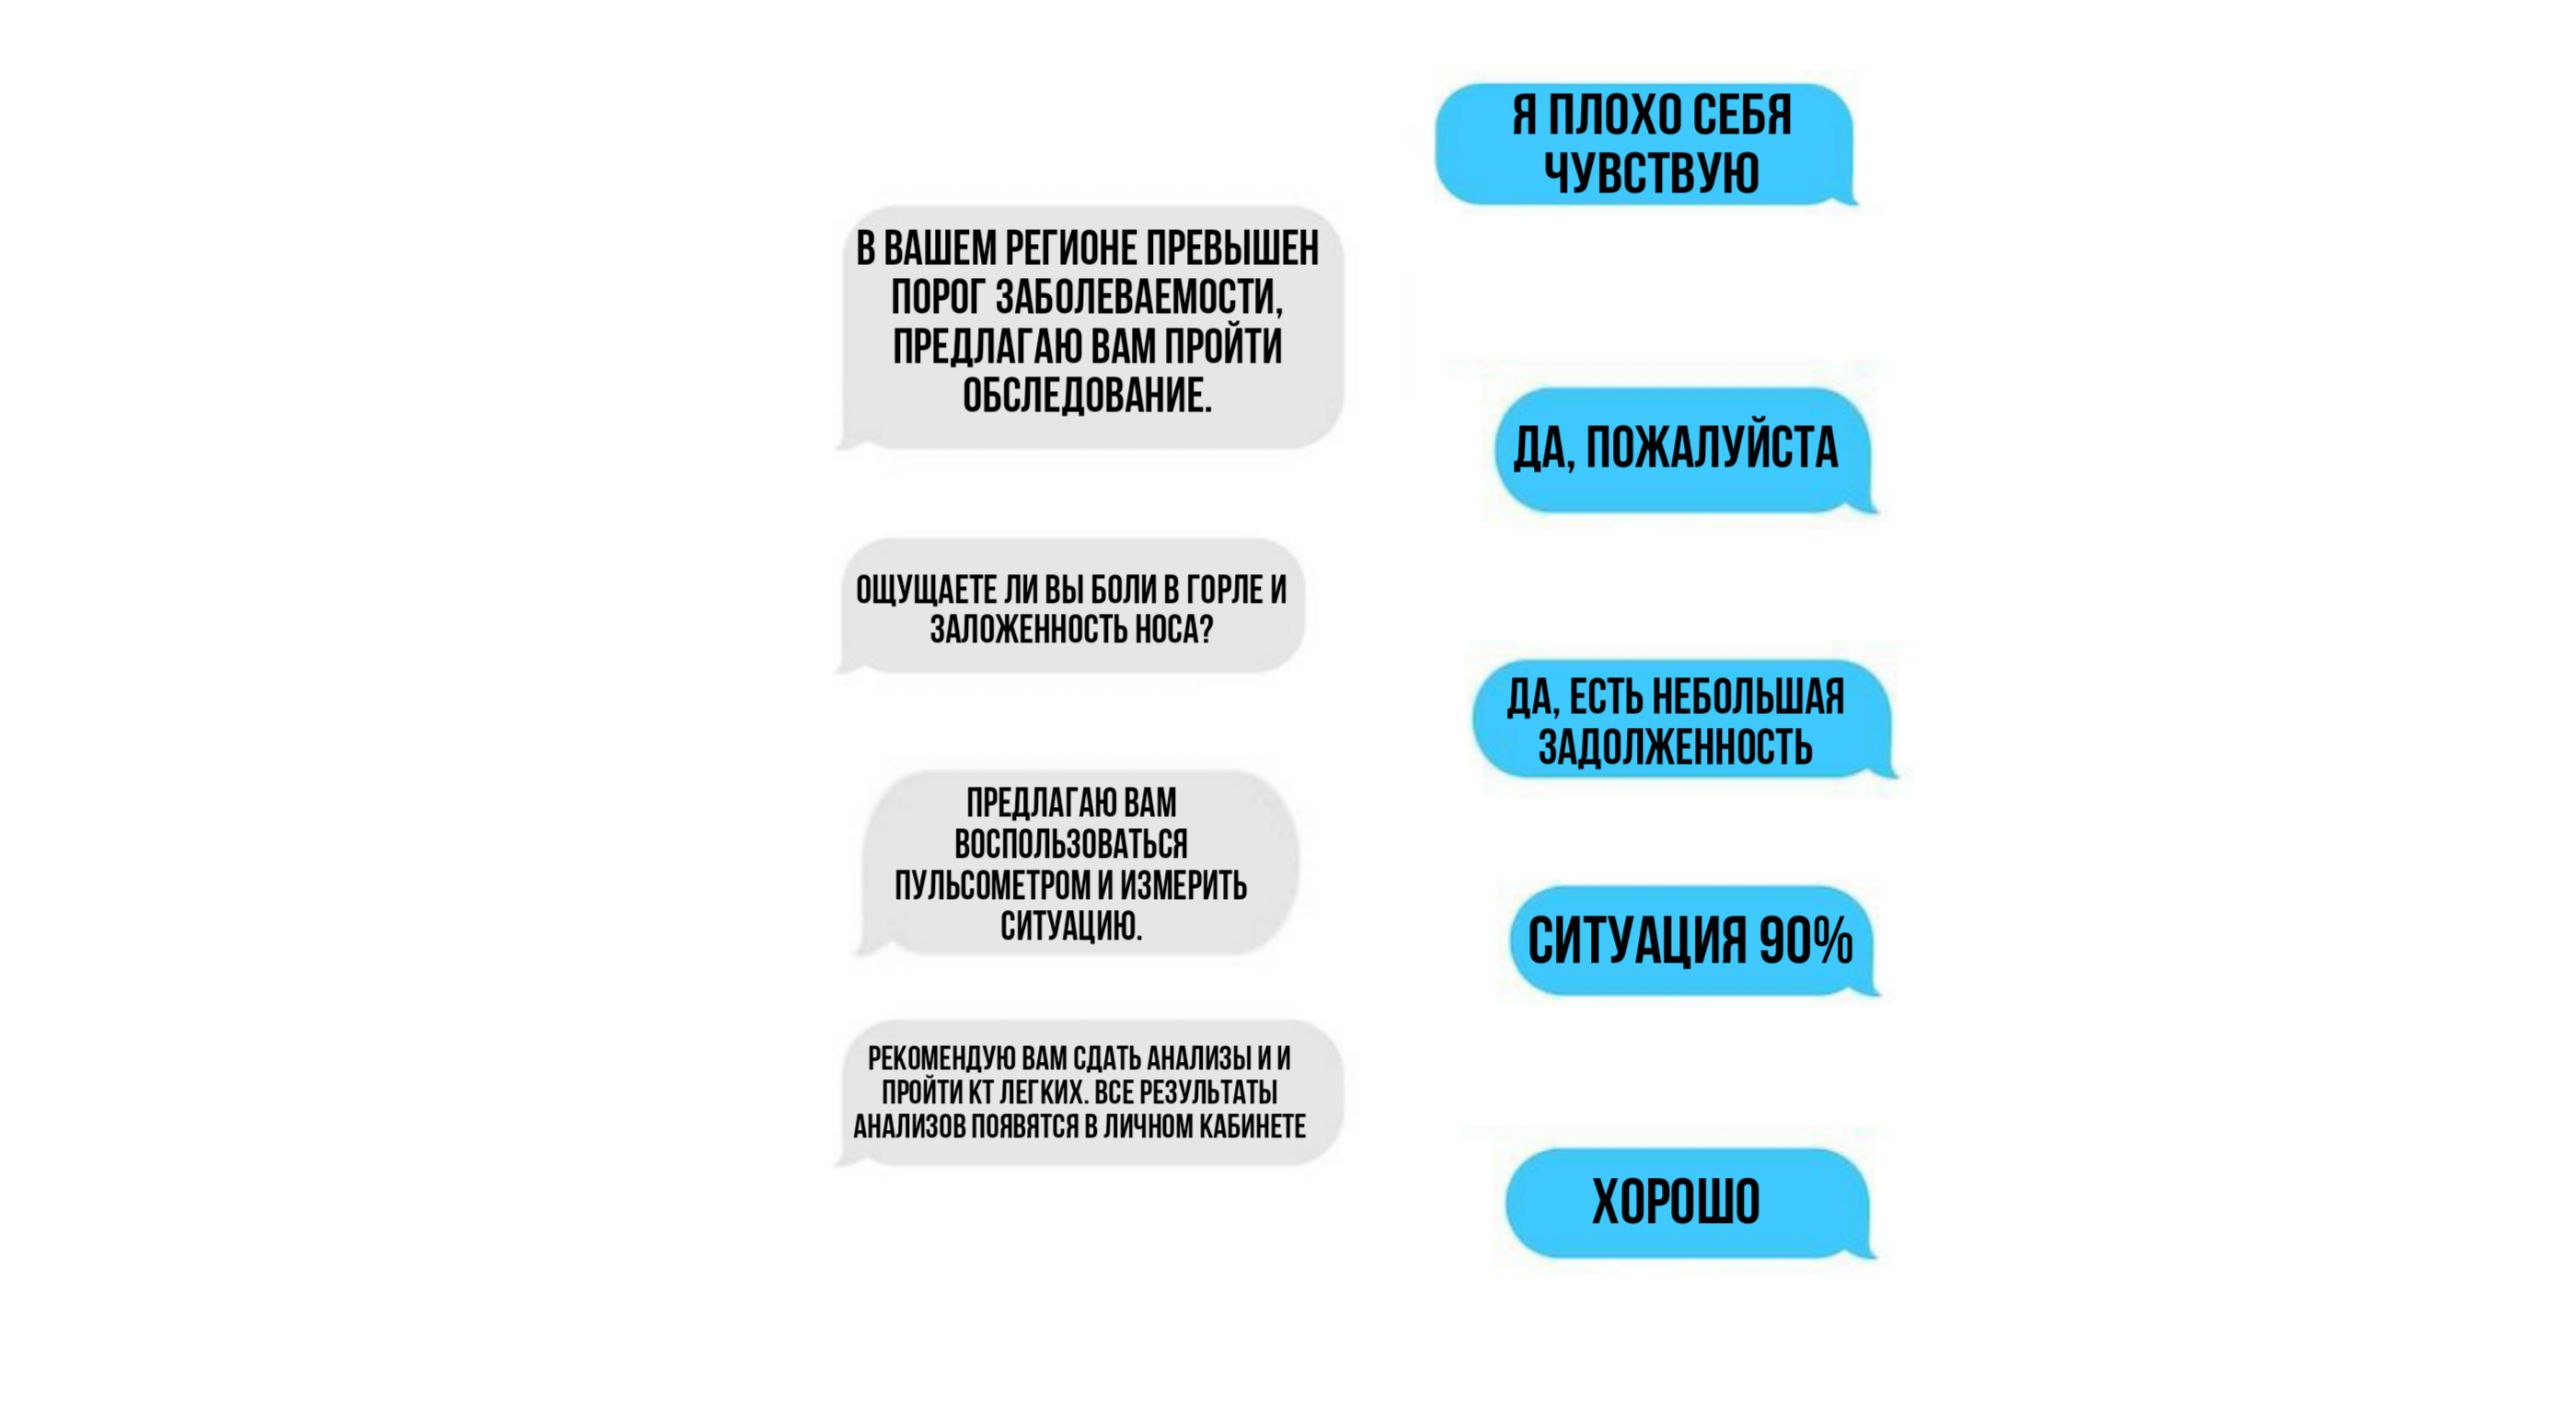 Я ПЛОХО СЕБЯ
ЧУВСТВУЮ
В ВАШЕМ РЕГИОНЕ ПРЕВЫШЕН
ПОРОГ ЗАБОЛЕВАЕМОСТИ,
ПРЕДЛАГАЮ ВАМ ПРОЙТИ
ОБСЛЕДОВАНИЕ.
ДА, ПОЖАЛУЙСТА
ОЩУЩАЕТЕ ЛИ ВЫ БОЛИ В ГОРЛЕ И
ЗАЛОЖЕННОСТЬ НОСА?
ДА, ЕСТЬ НЕБОЛЬШАЯ
ЗАДОЛЖЕННОСТЬ
ПРЕДЛАГАЮ ВАМ
ВОСПОЛЬЗОВАТЬСЯ
ПУЛЬСОМЕТРОМ И ИЗМЕРИТЬ
СИТУАЦИЮ.
СИТУАЦИЯ 90%
РЕКОМЕНДУЮ ВАМ СДАТЬ АНАЛИЗЫ И И
ПРОЙТИ КТ ЛЕГКИХ. ВСЕ РЕЗУЛЬТАТЫ
АНАЛИЗОВ ПОЯВЯТСЯ В ЛИЧНОМ КАБИНЕТЕ
ХОРОШО